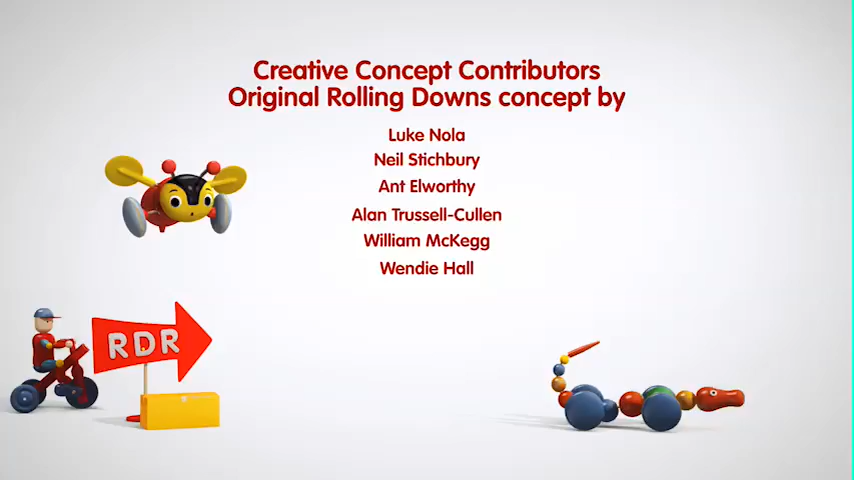 Creative Concept Contributors
Original Rolling Downs concept by
Luke Nola
Neil Stichbury
Ant Elworthy
Alan Trussell-Cullen
William McKegg
Wendie Hall
RDR